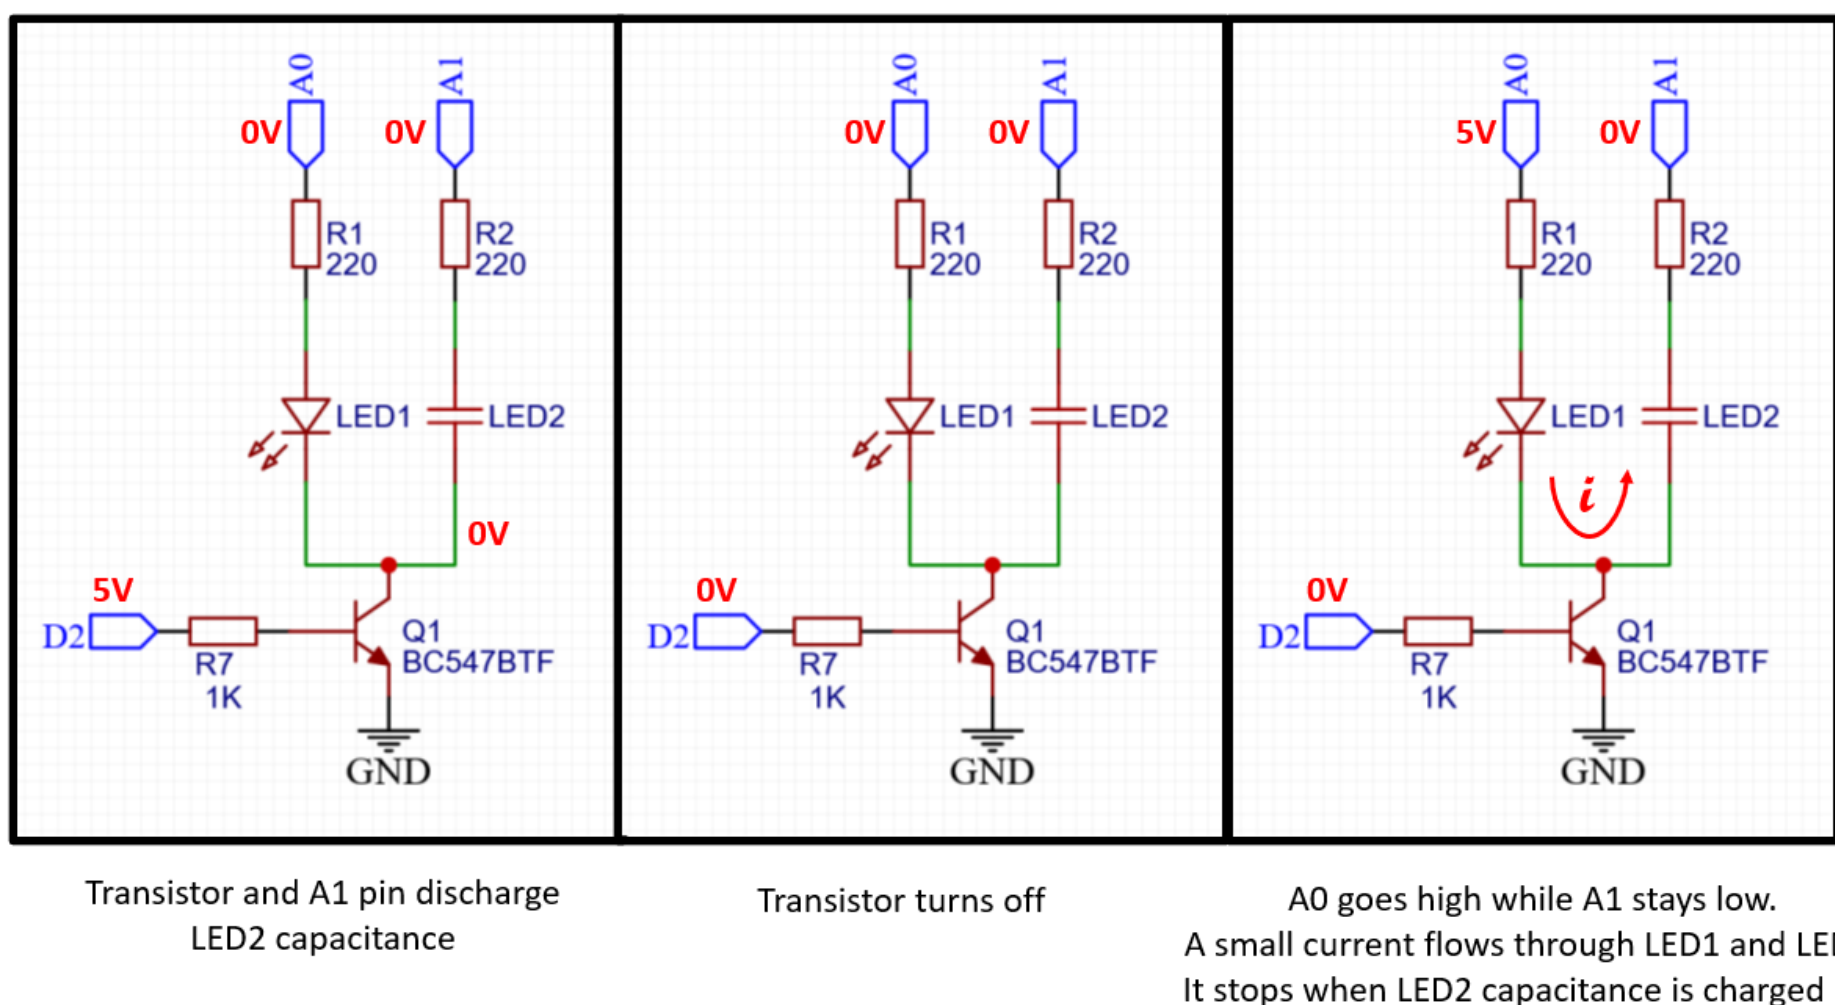 A0
A1
0V
0V
R1
220
R2
220
LED1
LED2
0V
5V
D2
R7
1K
Q1
BC547BTF
GND
A0
A1
0V
0V
R1
220
R2
220
LED1
LED2
0V
D2
R7
1K
Q1
BC547BTF
GND
A0
A1
5V
0V
R1
220
R2
220
LED1
LED2
i
0V
D2
R7
1K
Q1
BC547BTF
GND
Transistor and A1 pin discharge
LED2 capacitance
Transistor turns off
A0 goes high while A1 stays low.
A small current flows through LED1 and
It stops when LED2 capacitance is charged